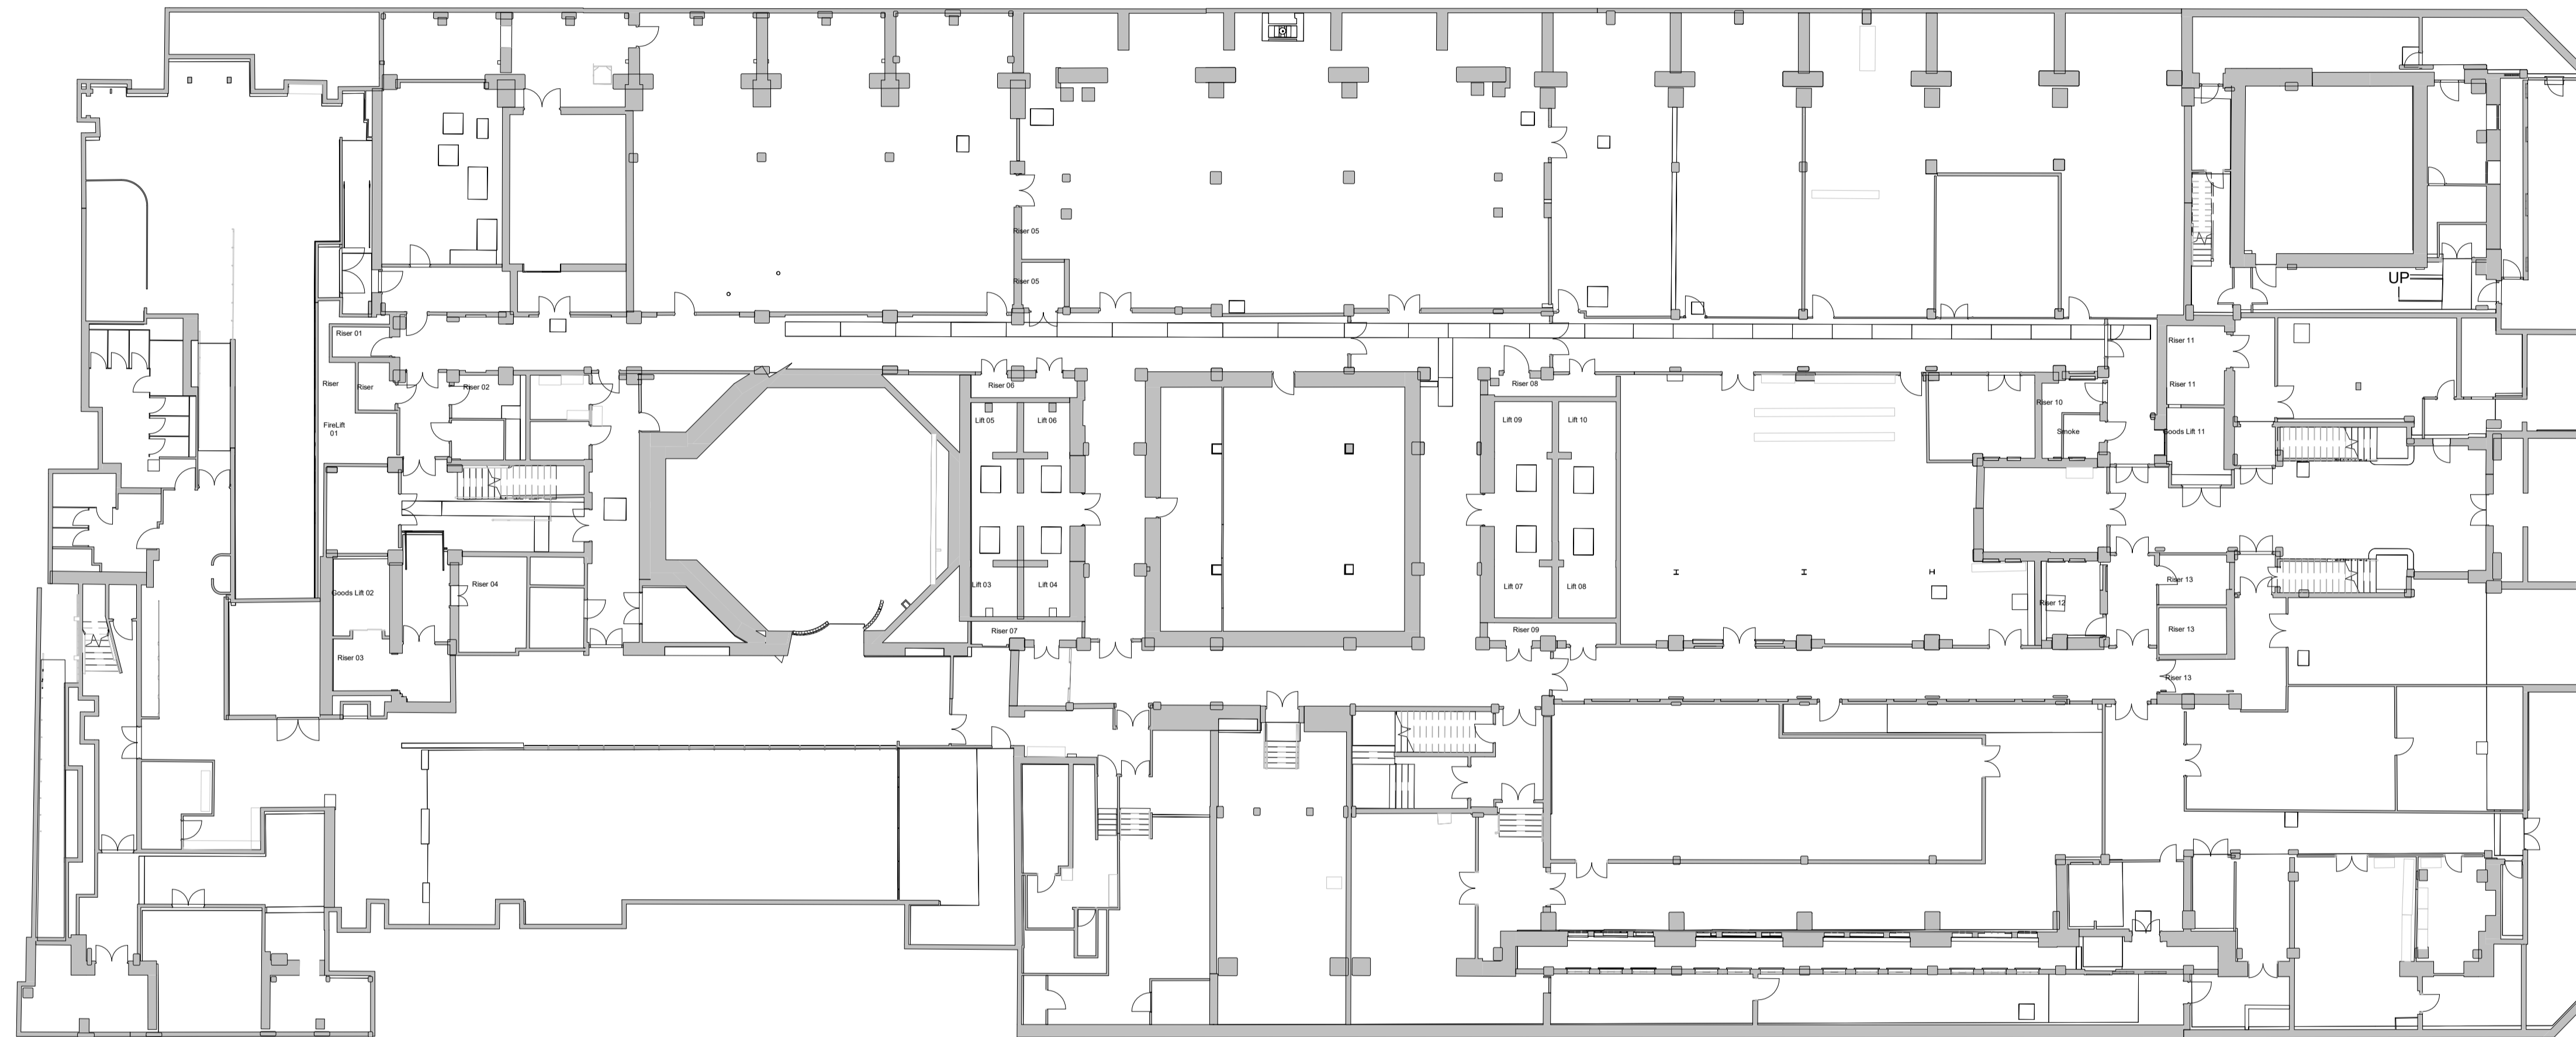 Riser 05
Riser 05
UP
Riser 01
Riser 11
Riser
Riser
Riser 02
Riser 06
Riser 08
Riser 11
Riser 10
FireLift
01
Lift 05
Lift 06
Lift 09
Lift 10
Smoke
Goods Lift 11
Goods Lift 02
Riser 04
Lift 03
Lift 04
Lift 07
Lift 08
Riser 13
Riser 12
Riser 03
Riser 07
Riser 09
Riser 13
Riser 13